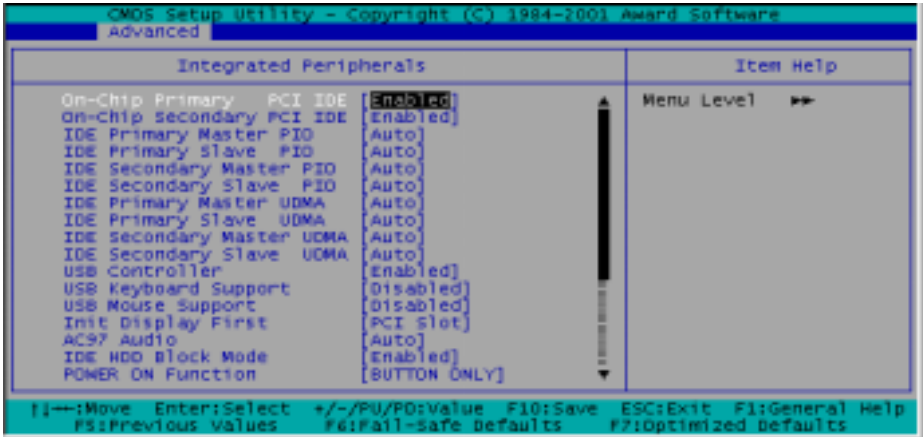 CMOS Setup Utility - Copyright (C) 1984-2001 Award Software
Advanced
Integrated Peripherals
Item Help
On-Chip Primary PCI IDE [Enabled]
On-Chip Secondary PCI IDE [Enabled]
IDE Primary Master PIO [Auto]
IDE Primary Slave PIO [Auto]
IDE Secondary Master PIO [Auto]
IDE Secondary Slave PIO [Auto]
IDE Primary Master UDMA [Auto]
IDE Primary Slave UDMA [Auto]
IDE Secondary Master UDMA [Auto]
IDE Secondary Slave UDMA [Auto]
USB Controller [Enabled]
USB Keyboard Support [Disabled]
USB Mouse Support [Disabled]
Init Display First [PCI Slot]
AC97 Audio [Auto]
IDE HDD Block Mode [Enabled]
POWER ON Function [BUTTON ONLY]
Menu Level ►►
↑↓→←:Move Enter:Select +/-/PU/PD:Value F10:Save ESC:Exit F1:General Help
F5:Previous Values F6:Fail-Safe Defaults F7:Optimized Defaults